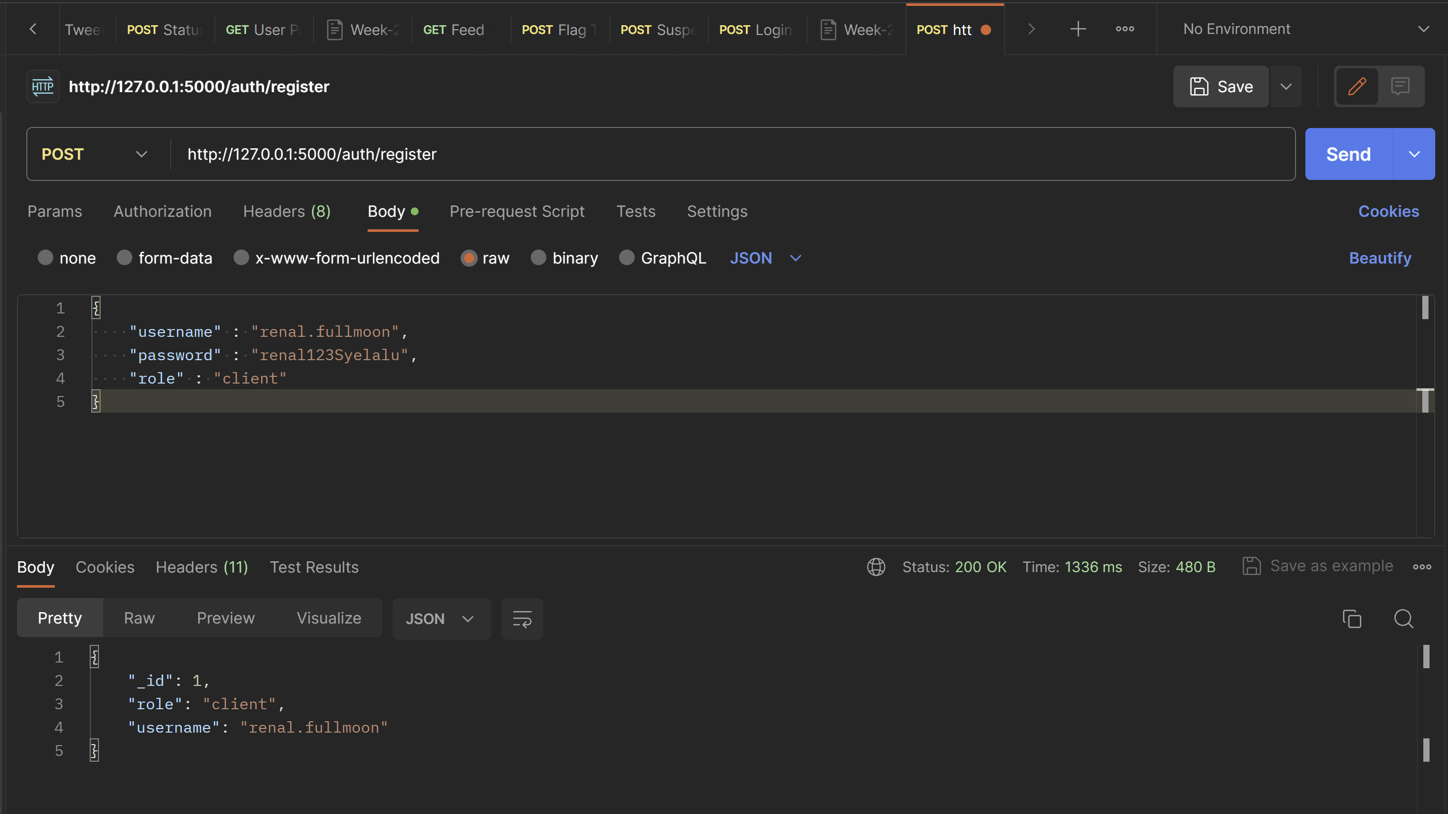 Twee POST Statu GET User P Week-2 GET Feed POST Flag T POST Suspe POST Login Week-2 POST htt No Environment
HTTP http://127.0.0.1:5000/auth/register Save
POST http://127.0.0.1:5000/auth/register Send
Params Authorization Headers (8) Body Pre-request Script Tests Settings Cookies
none form-data x-www-form-urlencoded raw binary GraphQL JSON Beautify
1 {
2 "username" : "renal.fullmoon",
3 "password" : "renal123Syelalu",
4 "role" : "client"
5 }
Body Cookies Headers (11) Test Results Status: 200 OK Time: 1336 ms Size: 480 B Save as example
Pretty Raw Preview Visualize JSON
1 {
2 "_id": 1,
3 "role": "client",
4 "username": "renal.fullmoon"
5 }